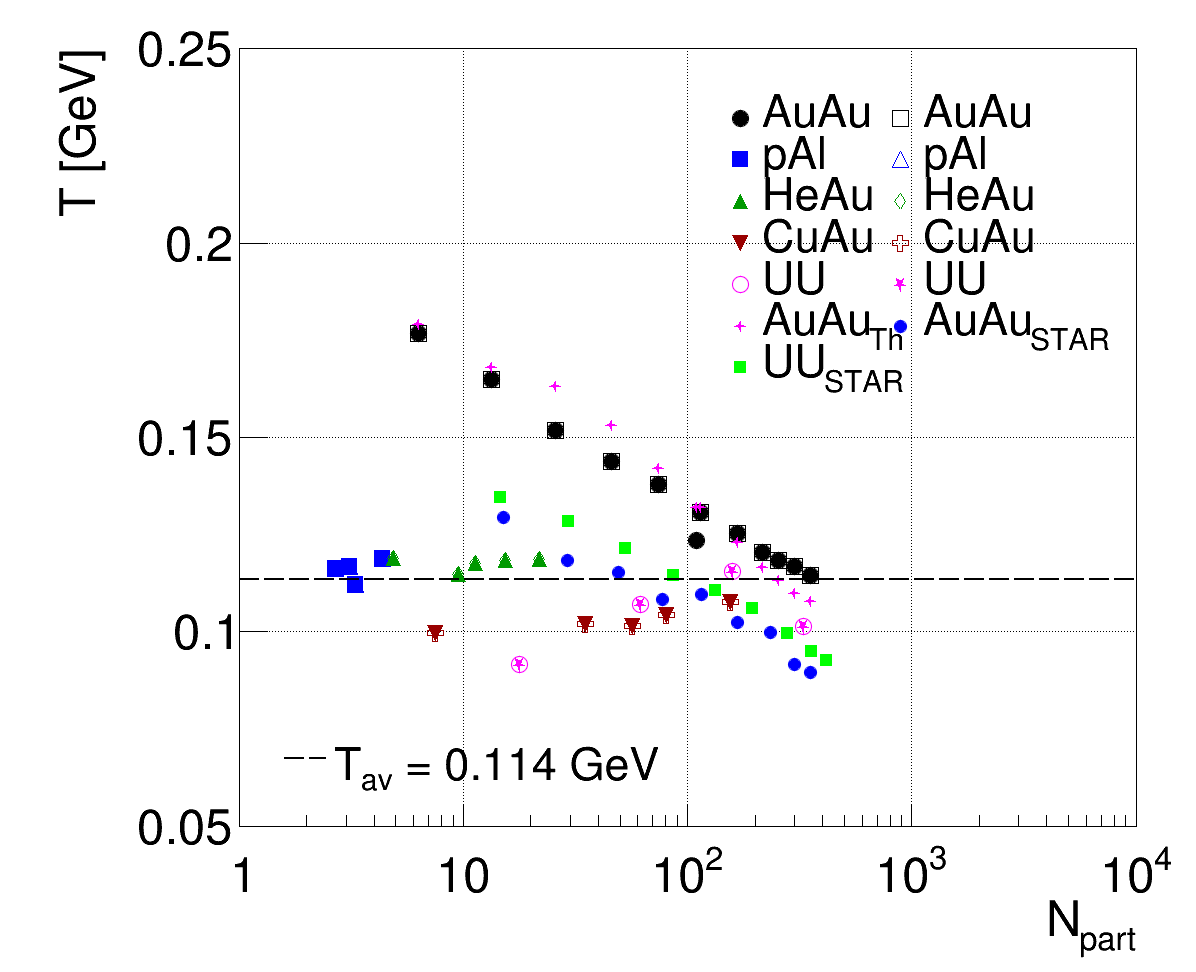 T [GeV]
0.25
0.2
0.15
0.1
0.05
AuAu AuAu
pAl pAl
HeAu HeAu
CuAu CuAu
UU UU
AuAu_Th AuAu_STAR
UU_STAR
T_av = 0.114 GeV
1 10 10^2 10^3 10^4
N_part